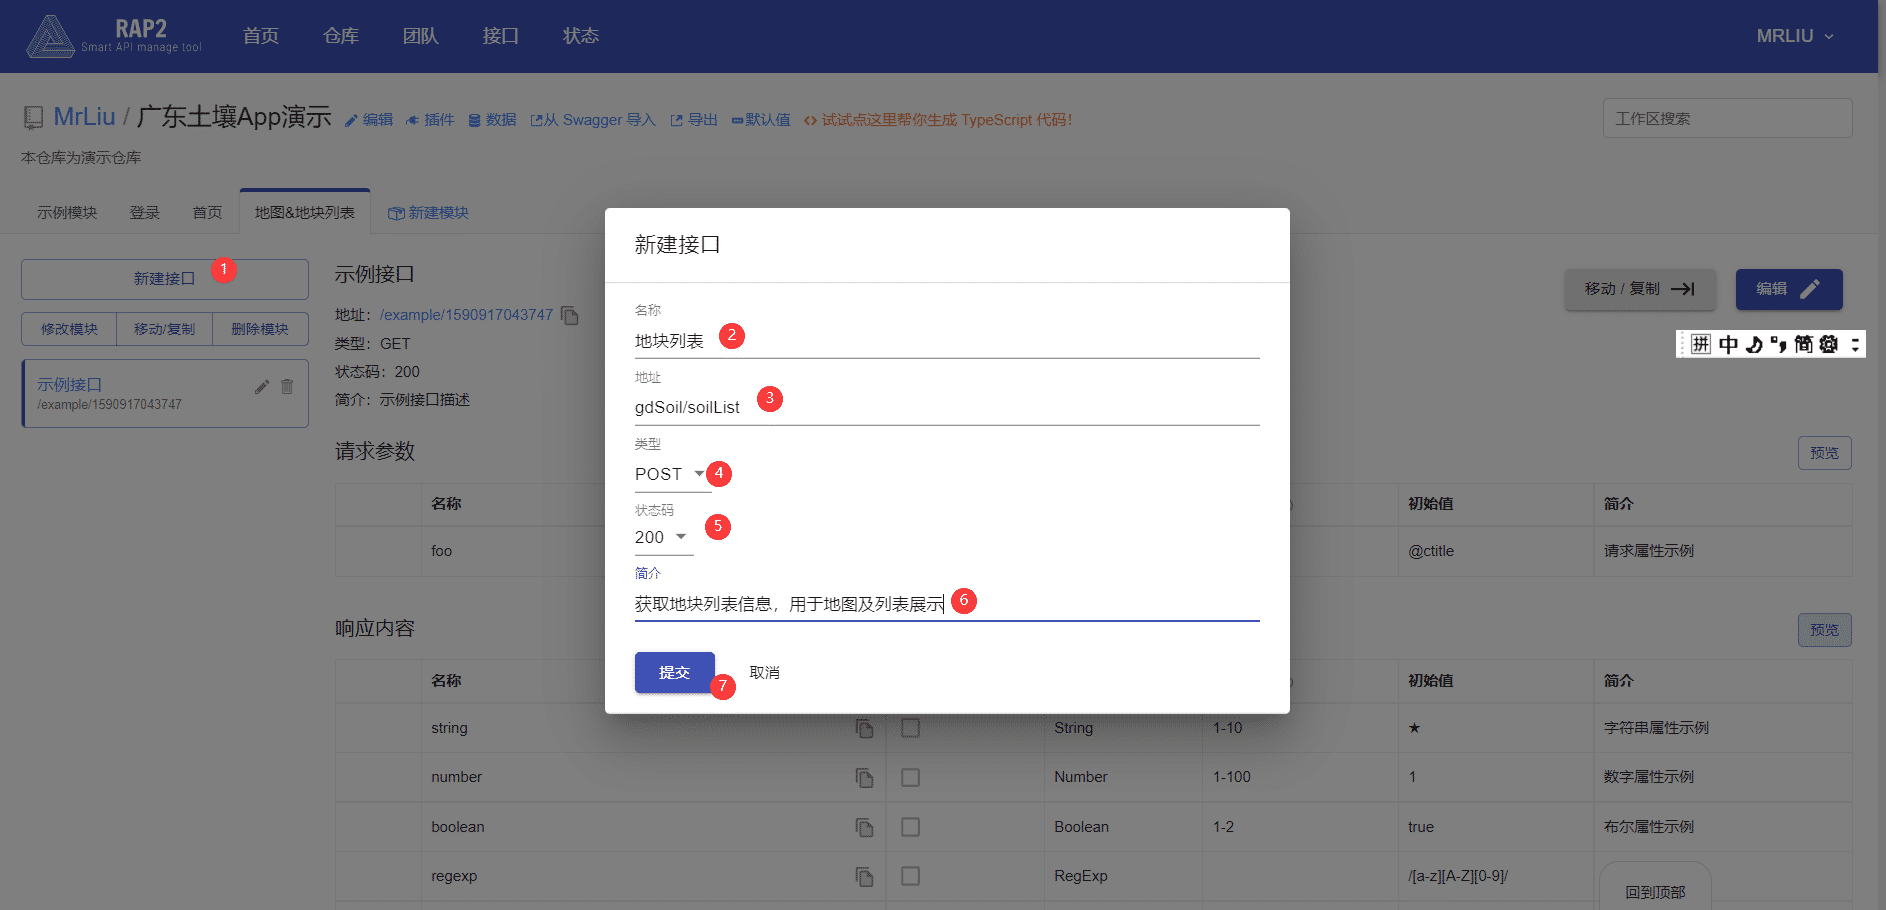 RAP2
Smart API manage tool
首页 仓库 团队 接口 状态
MRLIU
MrLiu / 广东土壤App演示 编辑 插件 数据 从 Swagger 导入 导出 默认值 试试点这里帮你生成 TypeScript 代码!
工作区搜索
本仓库为演示仓库
示例模块 登录 首页 地图&地块列表 新建模块
新建接口 1
修改模块 移动/复制 删除模块
示例接口
/example/1590917043747
示例接口
地址: /example/1590917043747
类型: GET
状态码: 200
简介: 示例接口描述
移动 / 复制 编辑
拼 中 简
请求参数 预览
名称 初始值 简介
foo @ctitle 请求属性示例
响应内容 预览
名称 初始值 简介
string String 1-10 ★ 字符串属性示例
number Number 1-100 1 数字属性示例
boolean Boolean 1-2 true 布尔属性示例
regexp RegExp /[a-z][A-Z][0-9]/
回到顶部
新建接口
名称
地块列表 2
地址
gdSoil/soilList 3
类型
POST 4
状态码
200 5
简介
获取地块列表信息，用于地图及列表展示 6
提交 7 取消